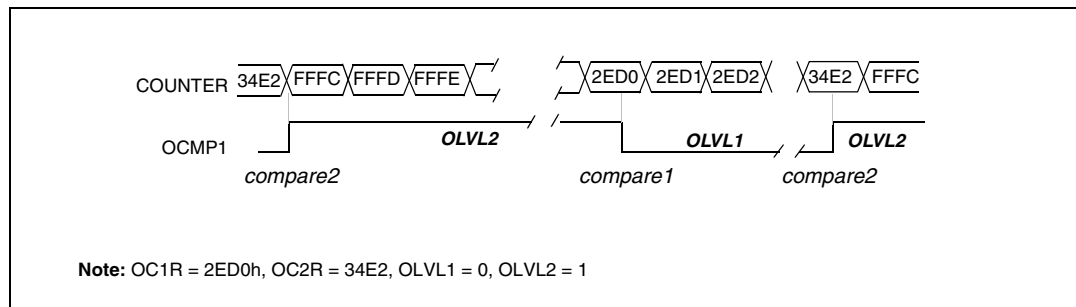 COUNTER 34E2 FFFC FFFD FFFE 2ED0 2ED1 2ED2 34E2 FFFC
OCMP1 OLVL2 OLVL1 OLVL2
compare2 compare1 compare2
Note: OC1R = 2ED0h, OC2R = 34E2, OLVL1 = 0, OLVL2 = 1